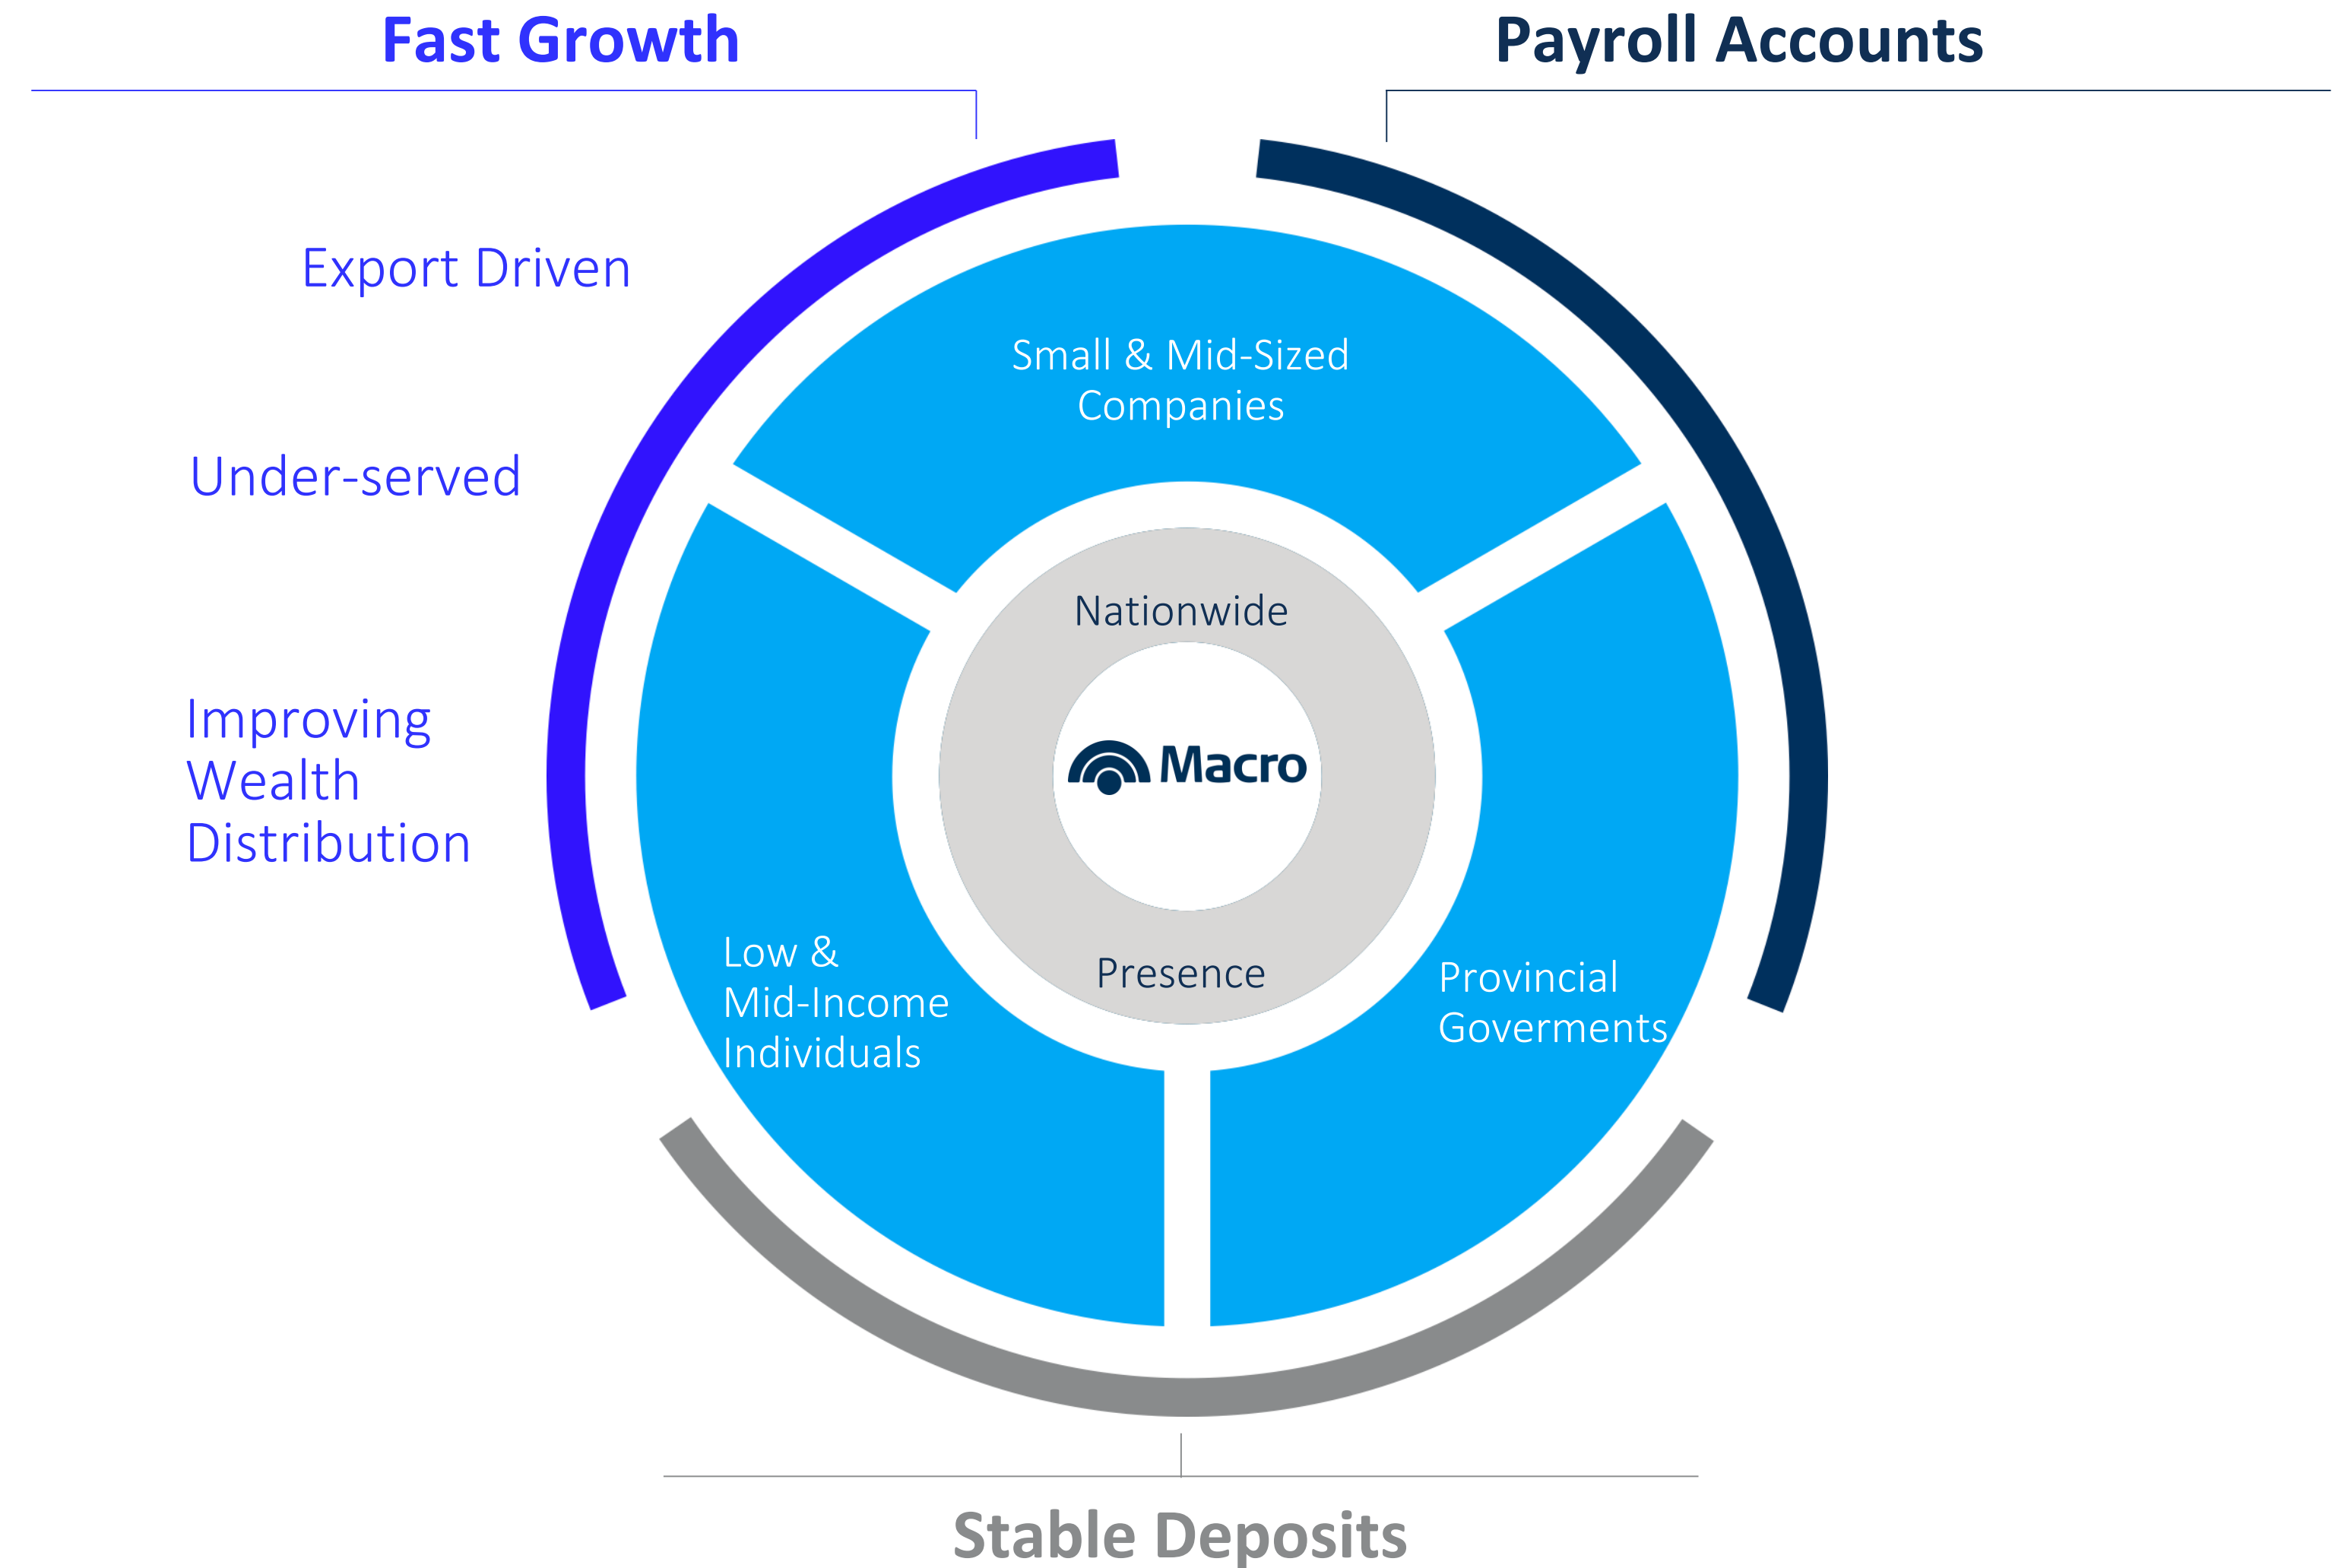 Fast Growth
Payroll Accounts
Export Driven
Under-served
Improving
Wealth
Distribution
Small & Mid-Sized
Companies
Nationwide
Macro
Presence
Low &
Mid-Income
Individuals
Provincial
Goverments
Stable Deposits